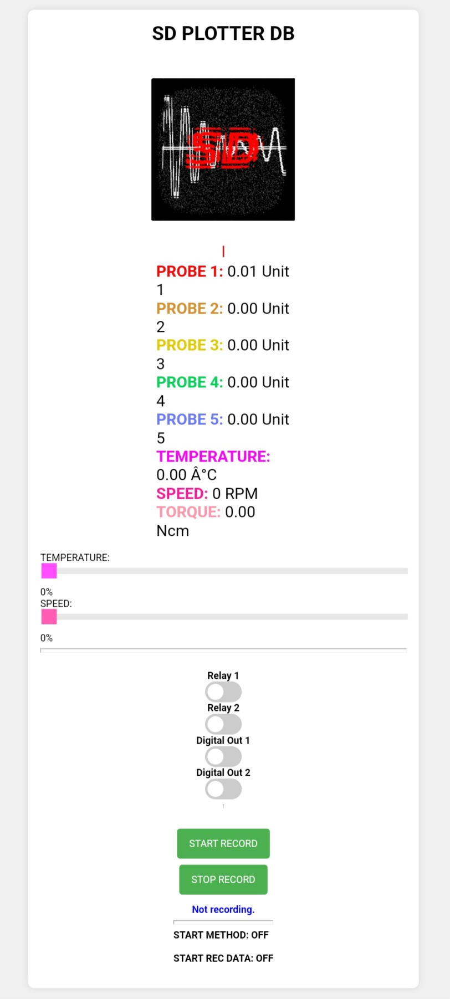 SD PLOTTER DB
SD
PROBE 1: 0.01 Unit
1
PROBE 2: 0.00 Unit
2
PROBE 3: 0.00 Unit
3
PROBE 4: 0.00 Unit
4
PROBE 5: 0.00 Unit
5
TEMPERATURE:
0.00 Â°C
SPEED: 0 RPM
TORQUE: 0.00
Ncm
TEMPERATURE:
0%
SPEED:
0%
Relay 1
Relay 2
Digital Out 1
Digital Out 2
START RECORD
STOP RECORD
Not recording.
START METHOD: OFF
START REC DATA: OFF